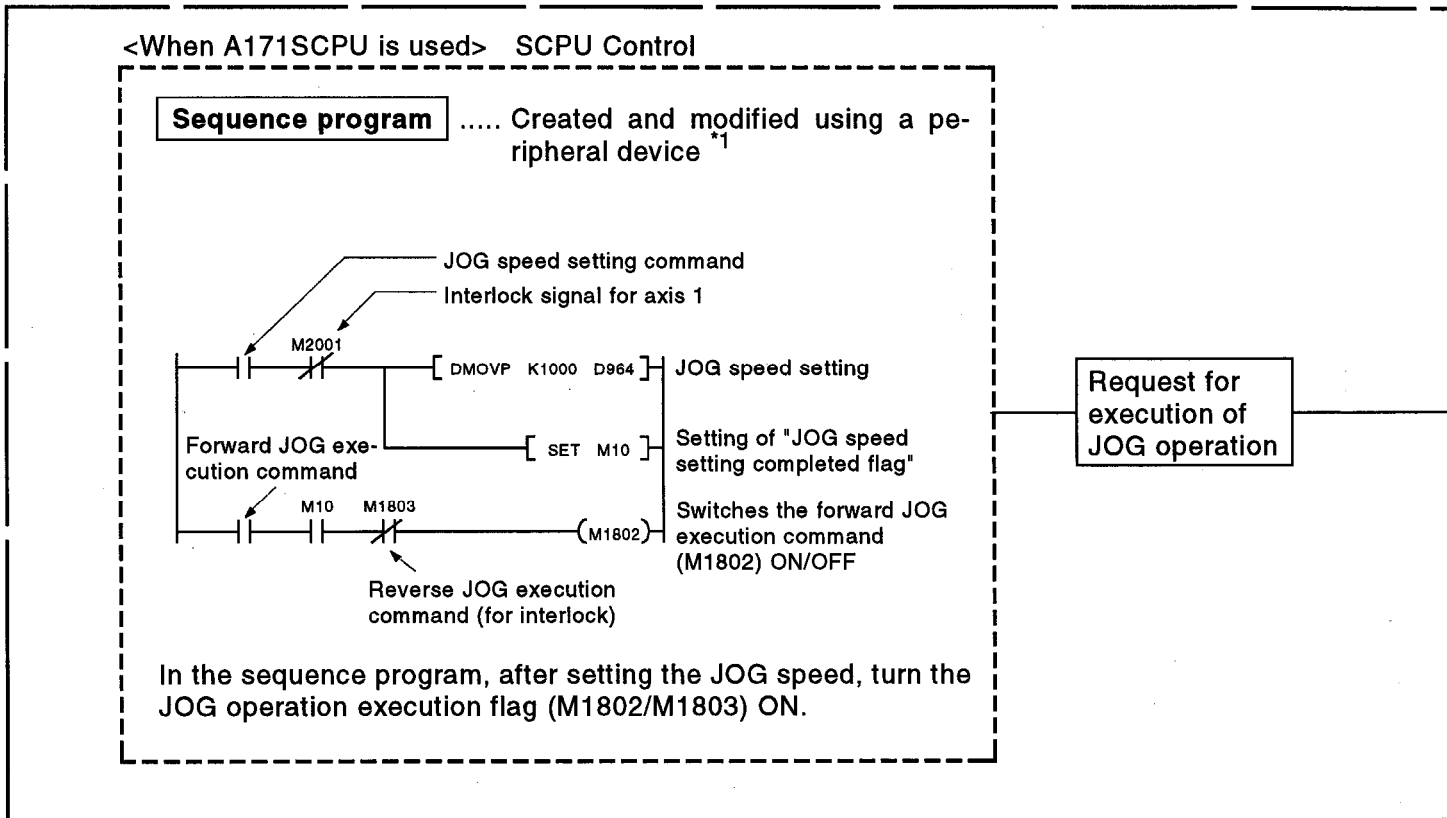 <When A171SCPU is used> SCPU Control
Sequence program ..... Created and modified using a pe-
ripheral device *1
JOG speed setting command
Interlock signal for axis 1
M2001
DMOVP K1000 D964 JOG speed setting
Forward JOG exe-
cution command
SET M10 Setting of "JOG speed
setting completed flag"
M10 M1803
M1802 Switches the forward JOG
execution command
(M1802) ON/OFF
Reverse JOG execution
command (for interlock)
In the sequence program, after setting the JOG speed, turn the
JOG operation execution flag (M1802/M1803) ON.
Request for
execution of
JOG operation